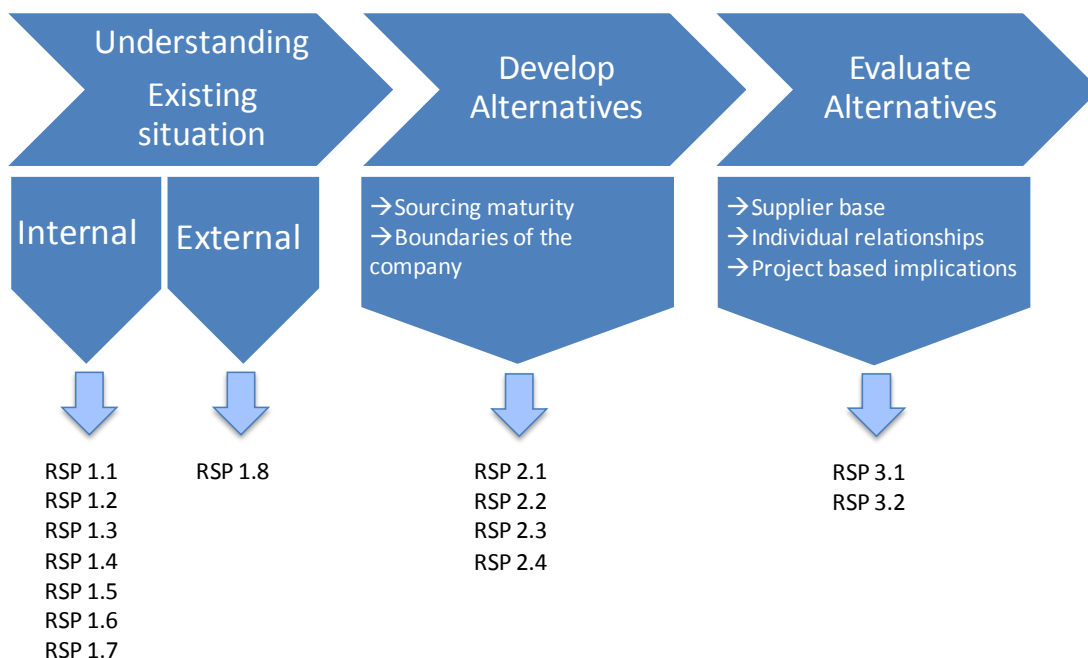 Understanding
Existing
situation
Develop
Alternatives
Evaluate
Alternatives
Internal
External
→Sourcing maturity
→Boundaries of the
company
→Supplier base
→Individual relationships
→Project based implications
RSP 1.1
RSP 1.2
RSP 1.3
RSP 1.4
RSP 1.5
RSP 1.6
RSP 1.7
RSP 1.8
RSP 2.1
RSP 2.2
RSP 2.3
RSP 2.4
RSP 3.1
RSP 3.2